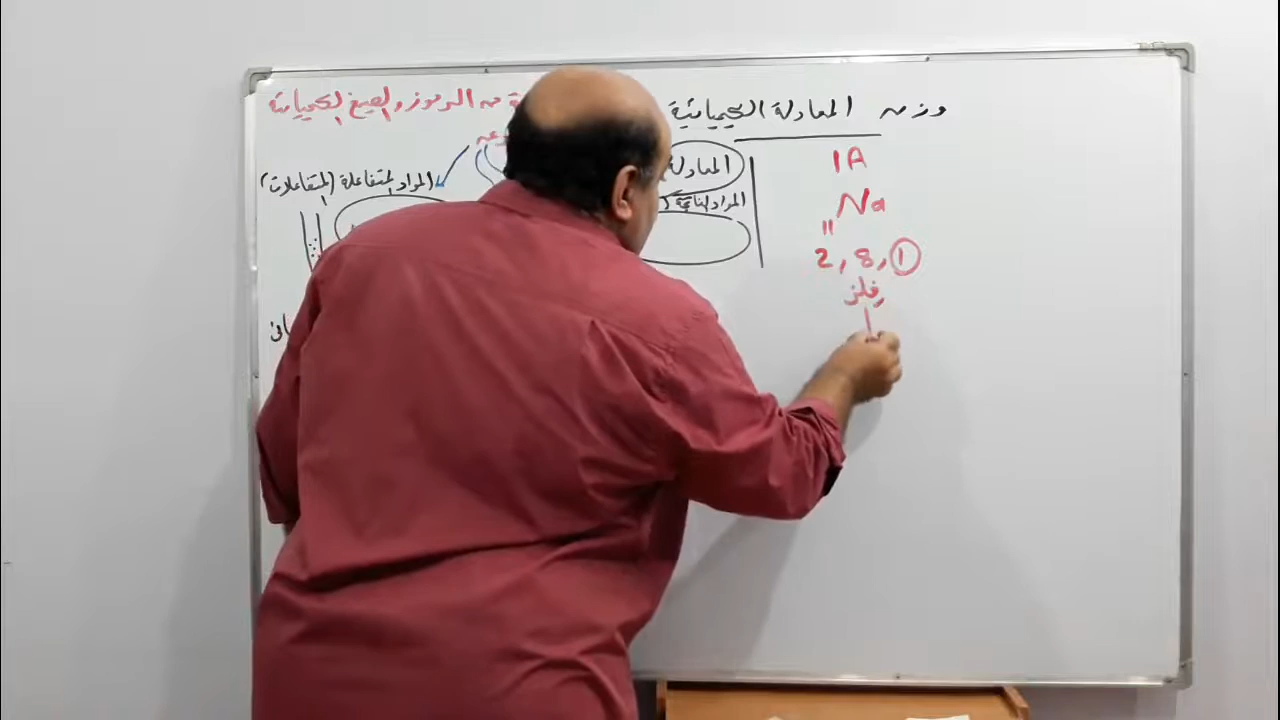 وزن المعادلة الكيميائية
من الرموز والصيغ الكيميائية
المعادلة
المواد المتفاعلة (المتفاعلات)
المواد الناتجة (
1A
Na
11
2, 8, 1
فلز